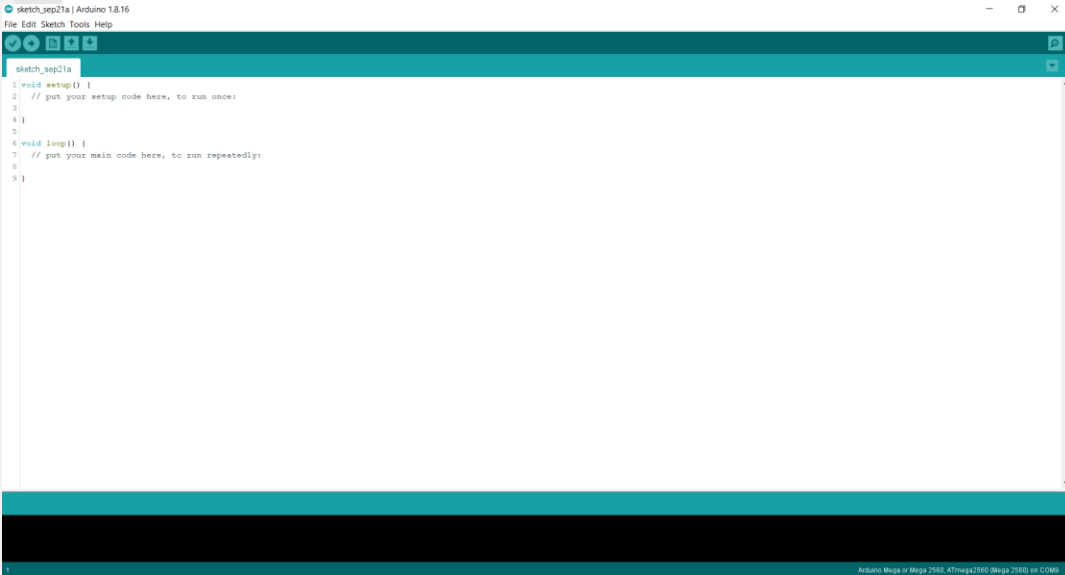 sketch_sep21a | Arduino 1.8.16
File Edit Sketch Tools Help
sketch_sep21a
1 void setup() {
2 // put your setup code here, to run once:
3
4 }
5
6 void loop() {
7 // put your main code here, to run repeatedly:
8
9 }
1 Arduino Mega or Mega 2560, ATmega2560 (Mega 2560) on COM9